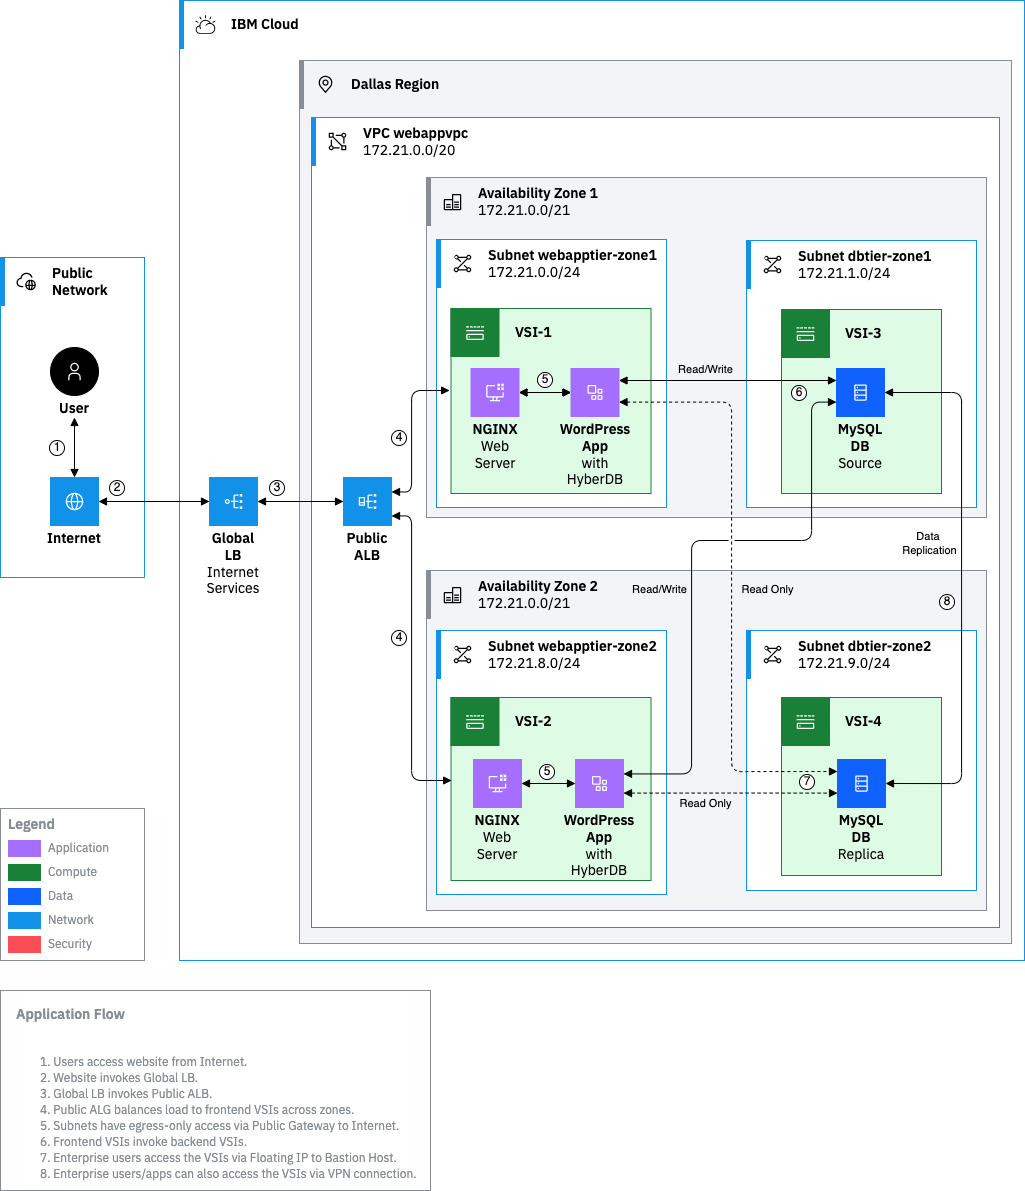 IBM Cloud
Dallas Region
VPC webappvpc
172.21.0.0/20
Availability Zone 1
172.21.0.0/21
Subnet webapptier-zone1
172.21.0.0/24
Subnet dbtier-zone1
172.21.1.0/24
Public
Network
VSI-1
VSI-3
User
1
Read/Write
5
6
NGINX
Web
Server
WordPress
App
with
HyberDB
MySQL
DB
Source
4
2
3
Internet
Global
LB
Internet
Services
Public
ALB
Data
Replication
Availability Zone 2
172.21.0.0/21
Read/Write
Read Only
8
4
Subnet webapptier-zone2
172.21.8.0/24
Subnet dbtier-zone2
172.21.9.0/24
VSI-2
VSI-4
5
7
Read Only
NGINX
Web
Server
WordPress
App
with
HyberDB
MySQL
DB
Replica
Legend
Application
Compute
Data
Network
Security
Application Flow
1. Users access website from Internet.
2. Website invokes Global LB.
3. Global LB invokes Public ALB.
4. Public ALG balances load to frontend VSIs across zones.
5. Subnets have egress-only access via Public Gateway to Internet.
6. Frontend VSIs invoke backend VSIs.
7. Enterprise users access the VSIs via Floating IP to Bastion Host.
8. Enterprise users/apps can also access the VSIs via VPN connection.